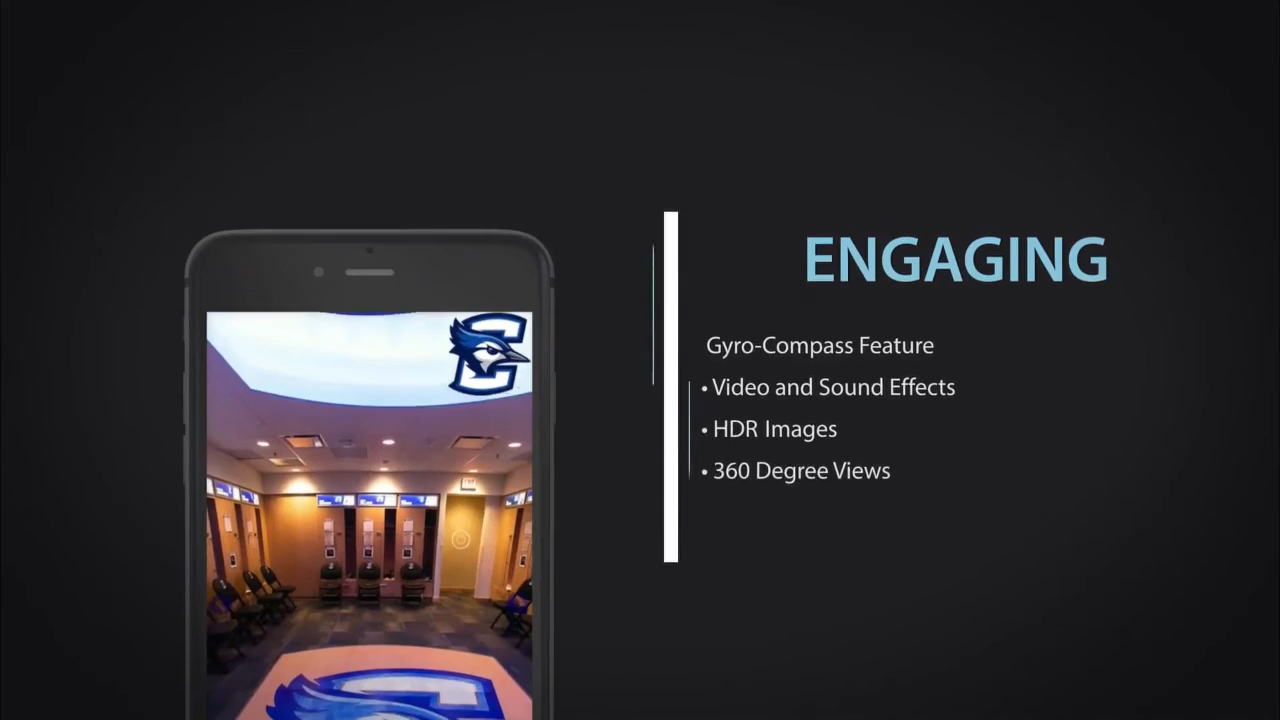 ENGAGING
Gyro-Compass Feature
• Video and Sound Effects
• HDR Images
• 360 Degree Views